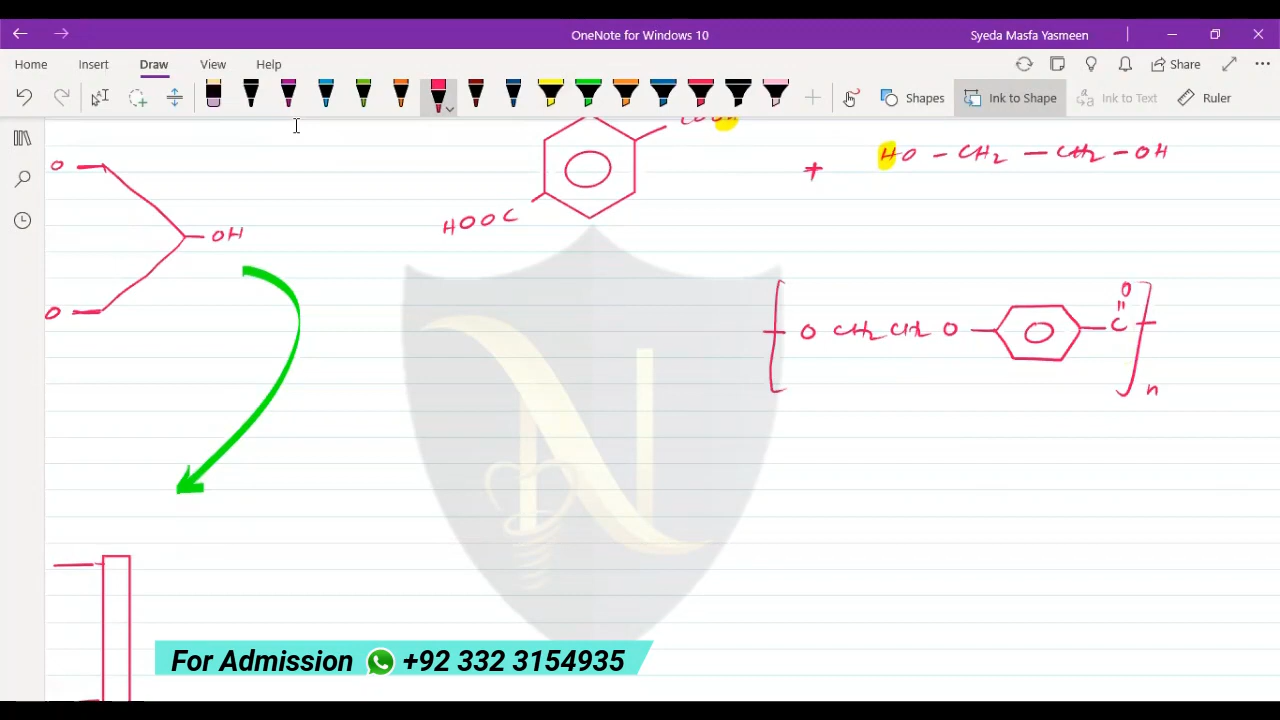 OneNote for Windows 10
Syeda Masfa Yasmeen
Home Insert Draw View Help
Share
Shapes
Ink to Shape
Ink to Text
Ruler
O
OH
O
HOOC
+ HO - CH2 - CH2 - OH
[ O CH2 CH2 O C ] n
O
N
For Admission +92 332 3154935